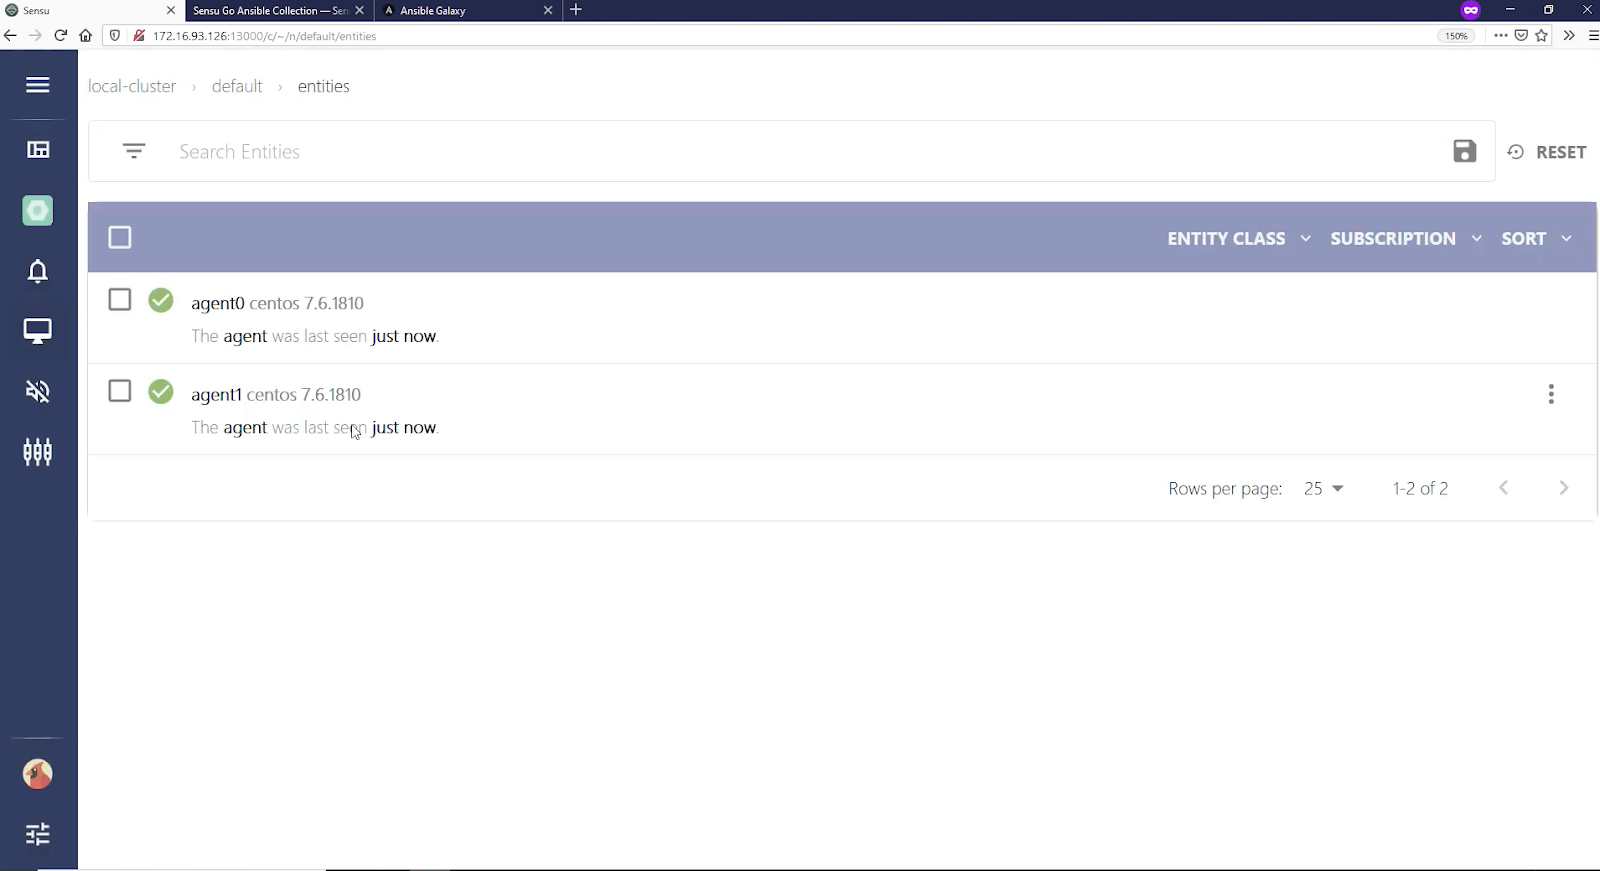 Sensu
Sensu Go Ansible Collection — Sen
Ansible Galaxy
172.16.93.126:13000/c/~/n/default/entities
150%
local-cluster › default › entities
Search Entities
RESET
ENTITY CLASS
SUBSCRIPTION
SORT
agent0 centos 7.6.1810
The agent was last seen just now.
agent1 centos 7.6.1810
The agent was last seen just now.
Rows per page: 25
1-2 of 2